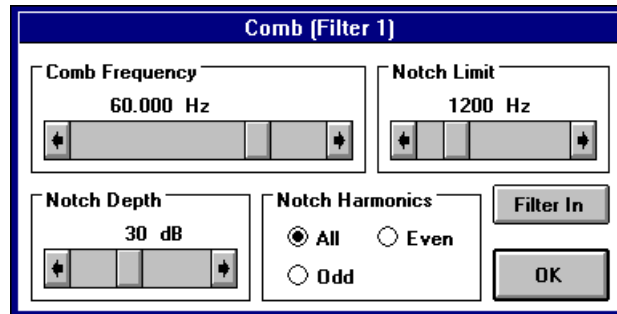 Comb (Filter 1)
Comb Frequency
60.000 Hz
Notch Limit
1200 Hz
Notch Depth
30 dB
Notch Harmonics
All
Even
Odd
Filter In
OK